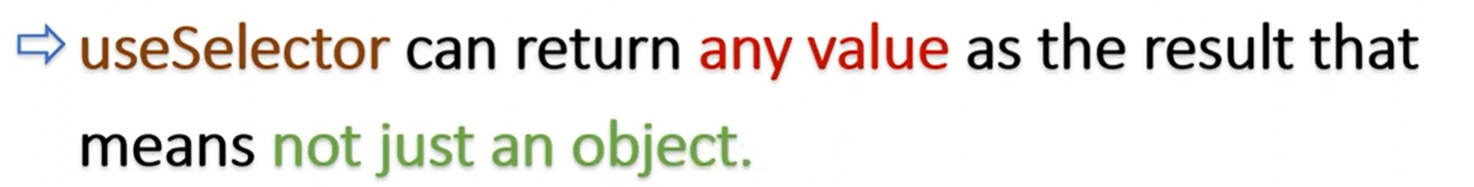 ⇨ useSelector can return any value as the result that
means not just an object.